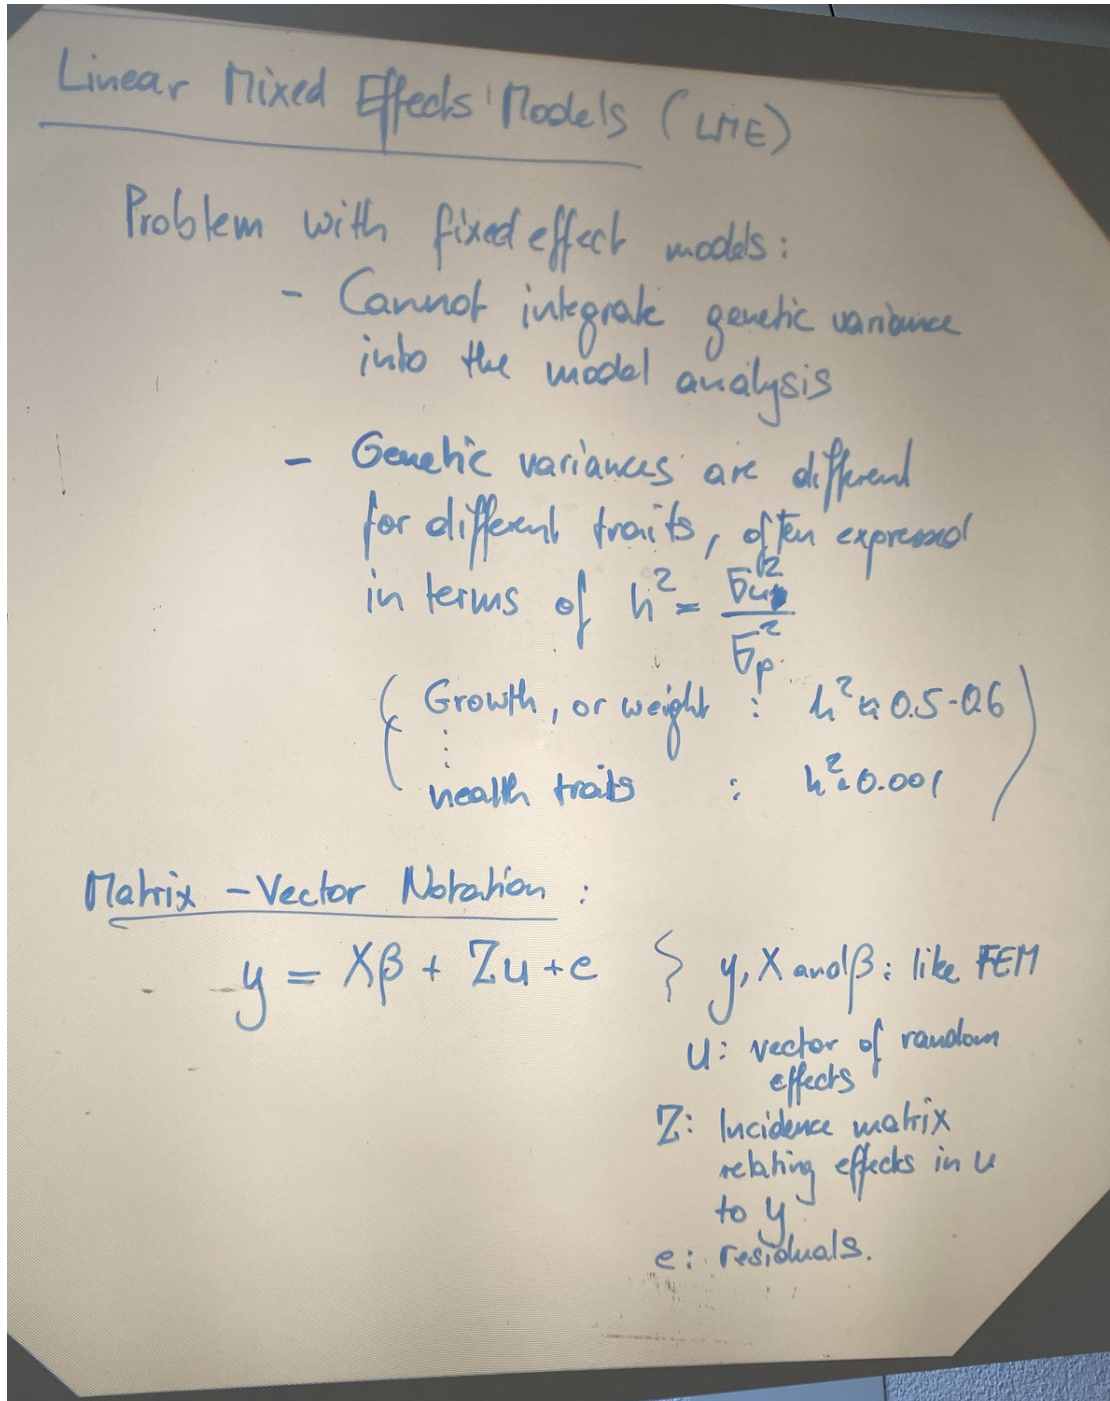 Linear Mixed Effects Models (LME)
Problem with fixed effect models:
- Cannot integrate genetic variance
into the model analysis
- Genetic variances are different
for different traits, often expressed
in terms of h² = σu² / σp²
( Growth, or weight : h² ≈ 0.5-0.6 )
⋮
health traits : h² ≈ 0.001
Matrix - Vector Notation :
y = Xβ + Zu + e } y, X and β: like FEM
u: vector of random
effects
Z: Incidence matrix
relating effects in u
to y
e: residuals.